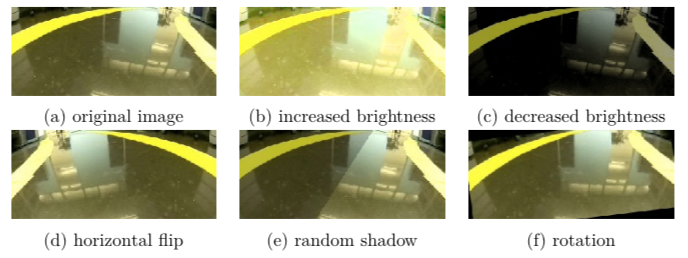 (a) original image
(b) increased brightness
(c) decreased brightness
(d) horizontal flip
(e) random shadow
(f) rotation